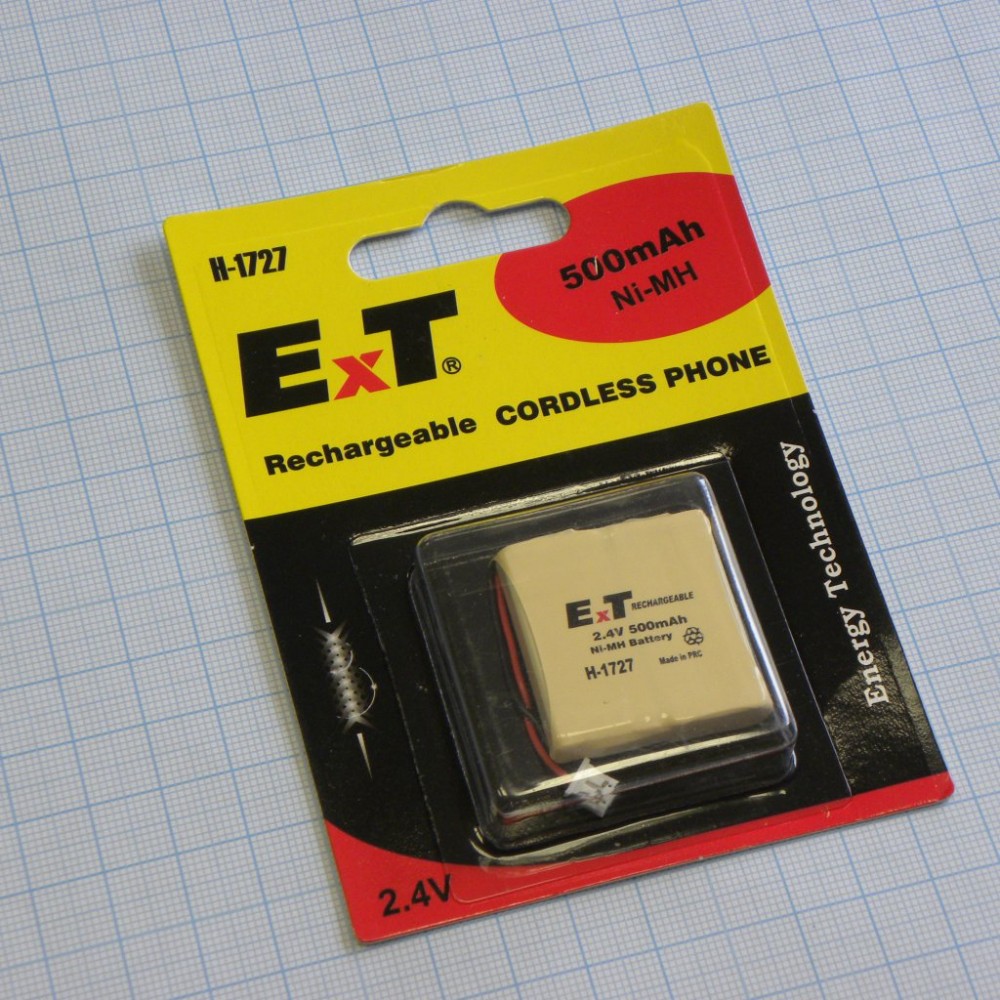 H-1727
500mAh
Ni-MH
ExT®
Rechargeable CORDLESS PHONE
Energy Technology
ExT RECHARGEABLE
2.4V 500mAh
Ni-MH Battery
H-1727 Made in PRC
2.4V